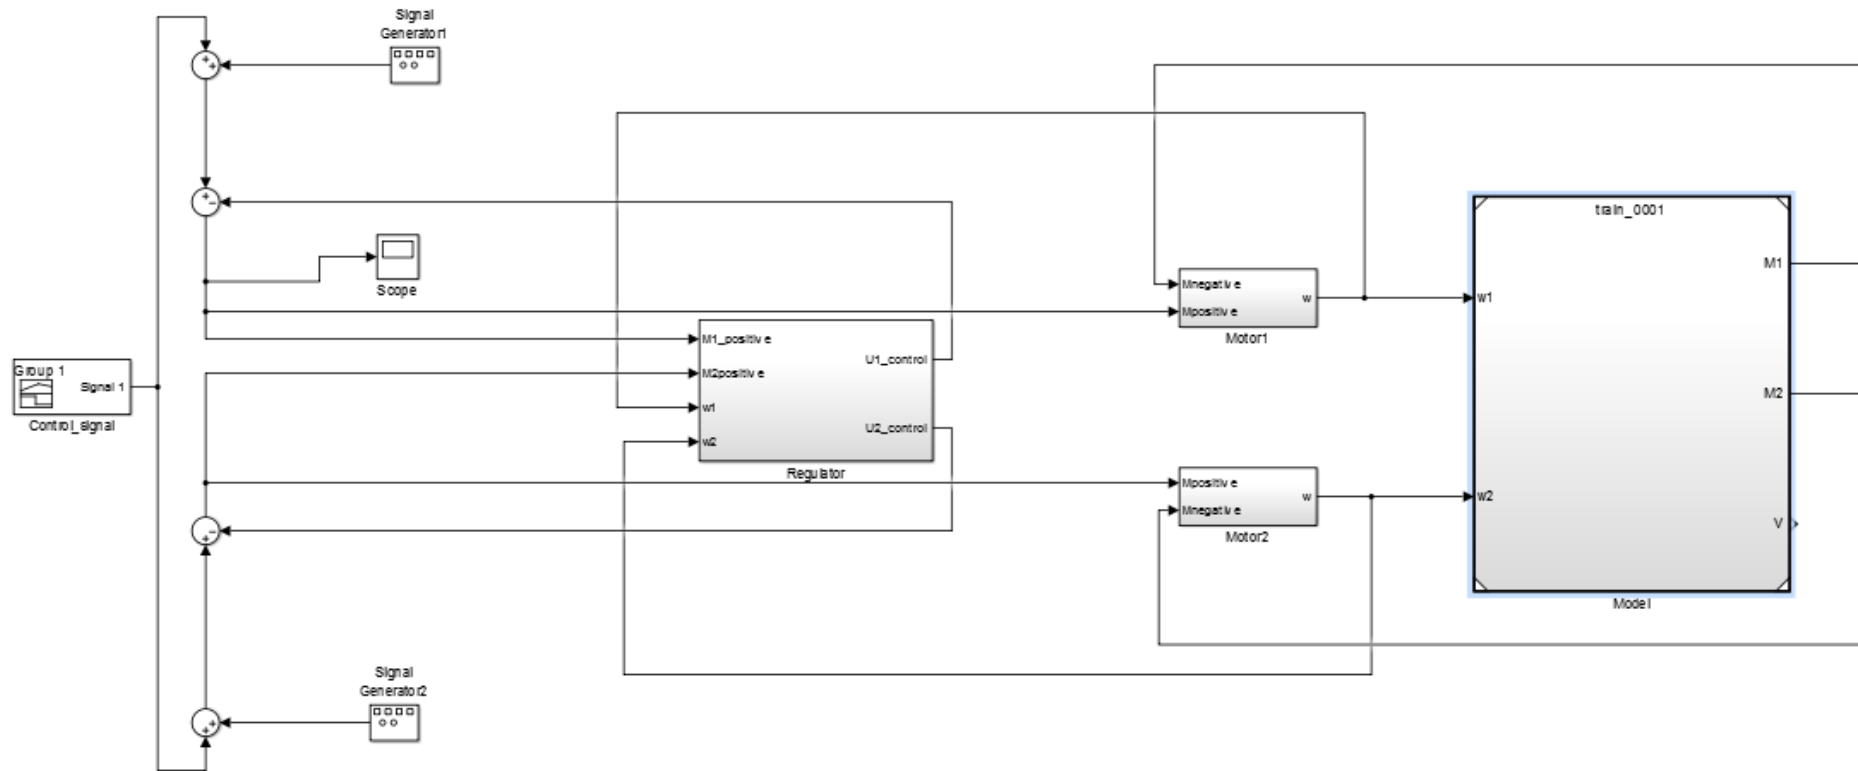 Signal
Generator1
Scope
Group 1
Signal 1
Control_signal
M1_positive
M2positive
w1
w2
U1_control
U2_control
Regulator
Mnegative
Mpositive
w
Motor1
Mpositive
Mnegative
w
Motor2
train_0001
w1
w2
M1
M2
V
Model
Signal
Generator2